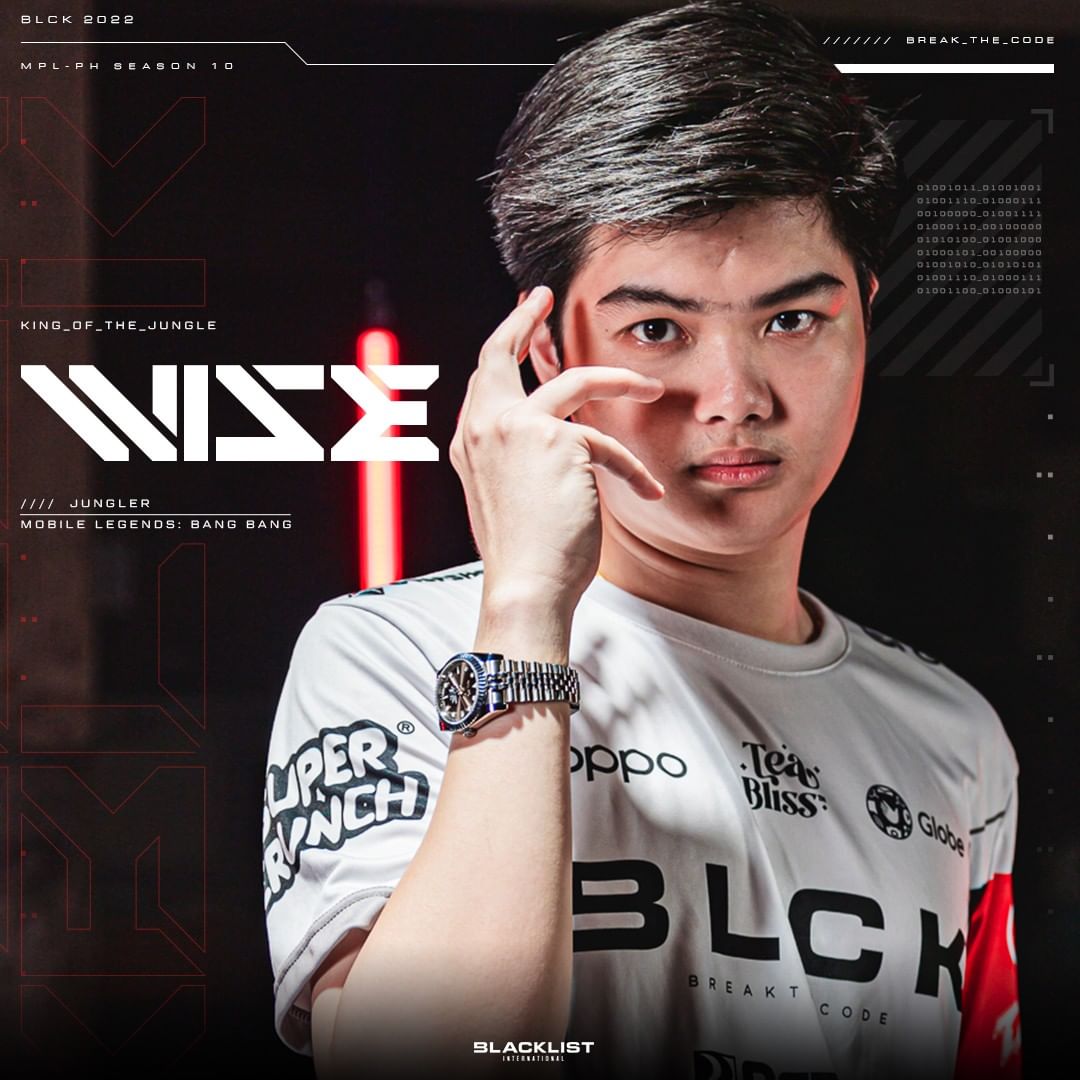 BLCK 2022
MPL-PH SEASON 10
/////// BREAK_THE_CODE
01001011_01001001
01001110_01000111
00100000_01001111
01000110_00100000
01010100_01001000
01000101_00100000
01001010_01010101
01001110_01000111
01001100_01000101
KING_OF_THE_JUNGLE
WISE
//// JUNGLER
MOBILE LEGENDS: BANG BANG
SUPER ®
CRUNCH
oppo
Tea
Bliss
Globe
BLCK
BREAK T
CODE
BLACKLIST
INTERNATIONAL